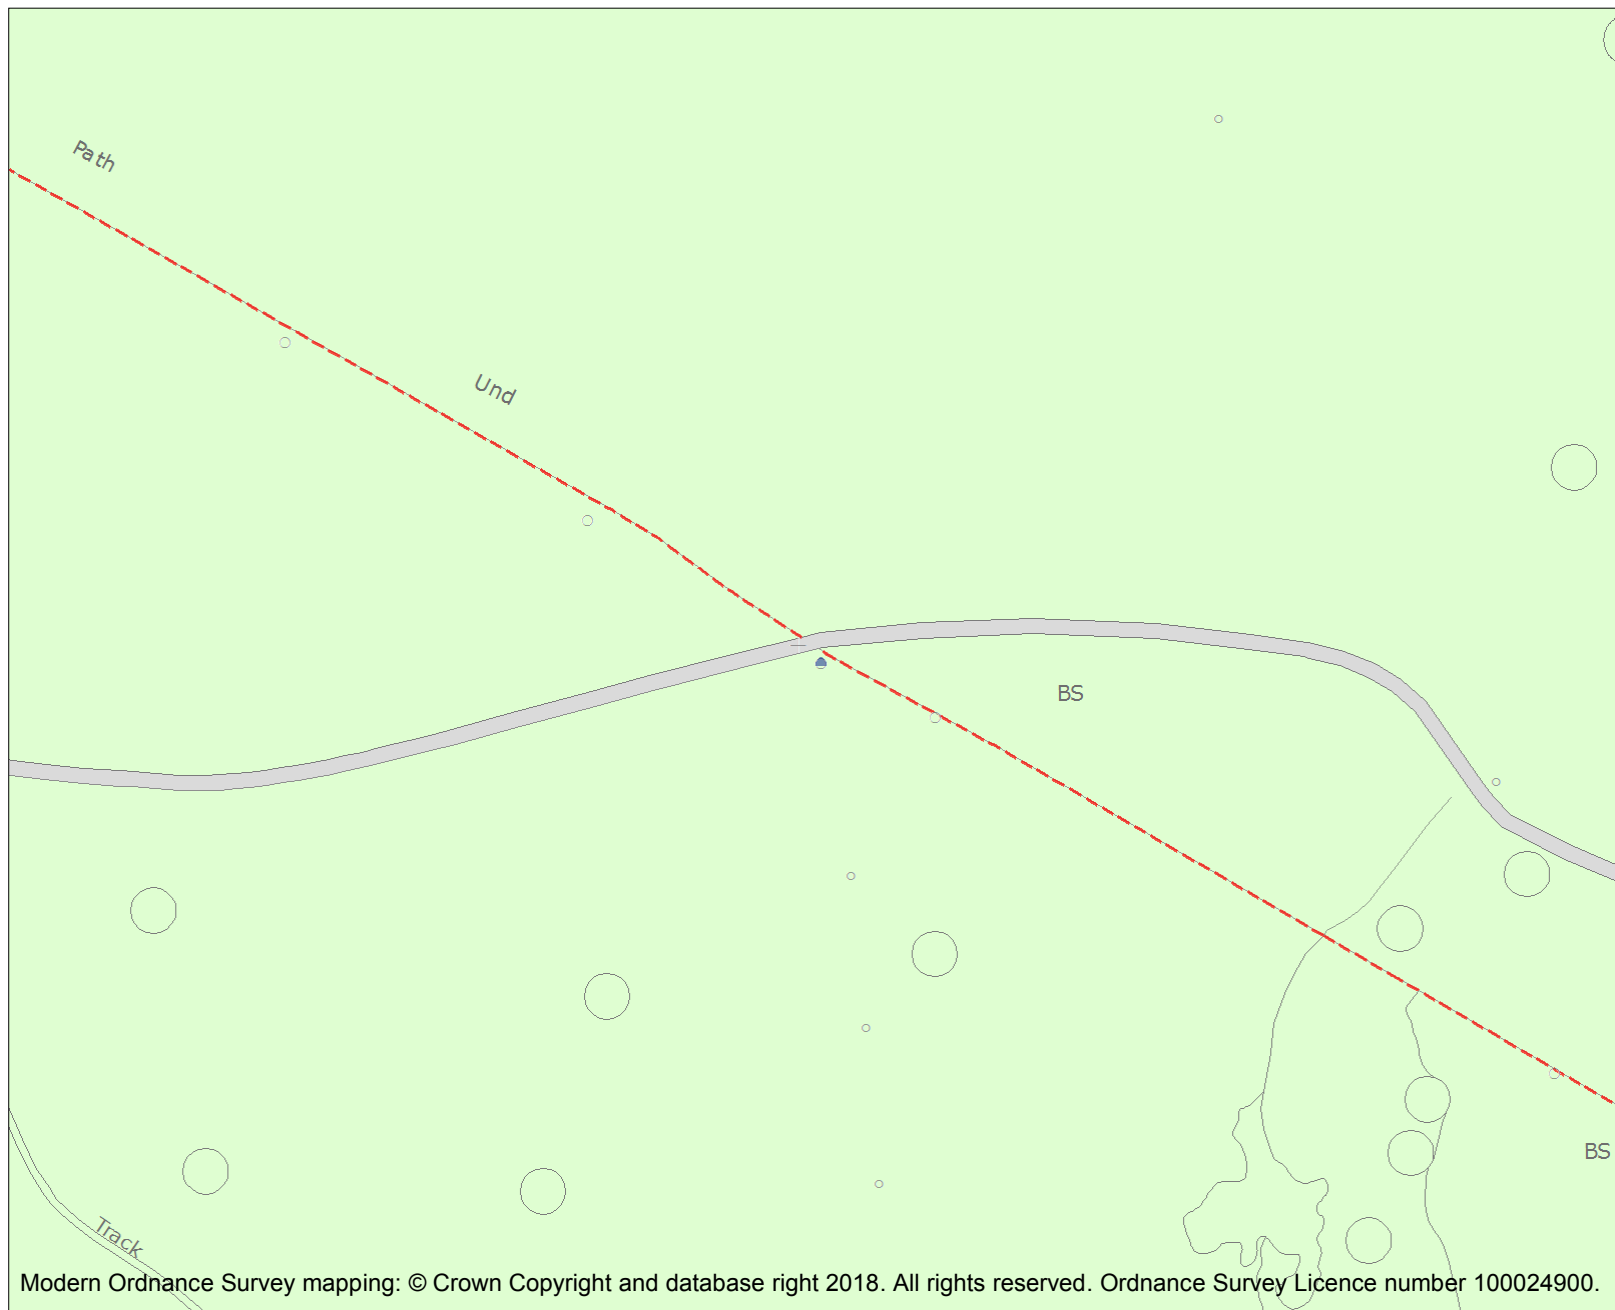 Path
Und
BS
BS
Track
Modern Ordnance Survey mapping: © Crown Copyright and database right 2018. All rights reserved. Ordnance Survey Licence number 100024900.